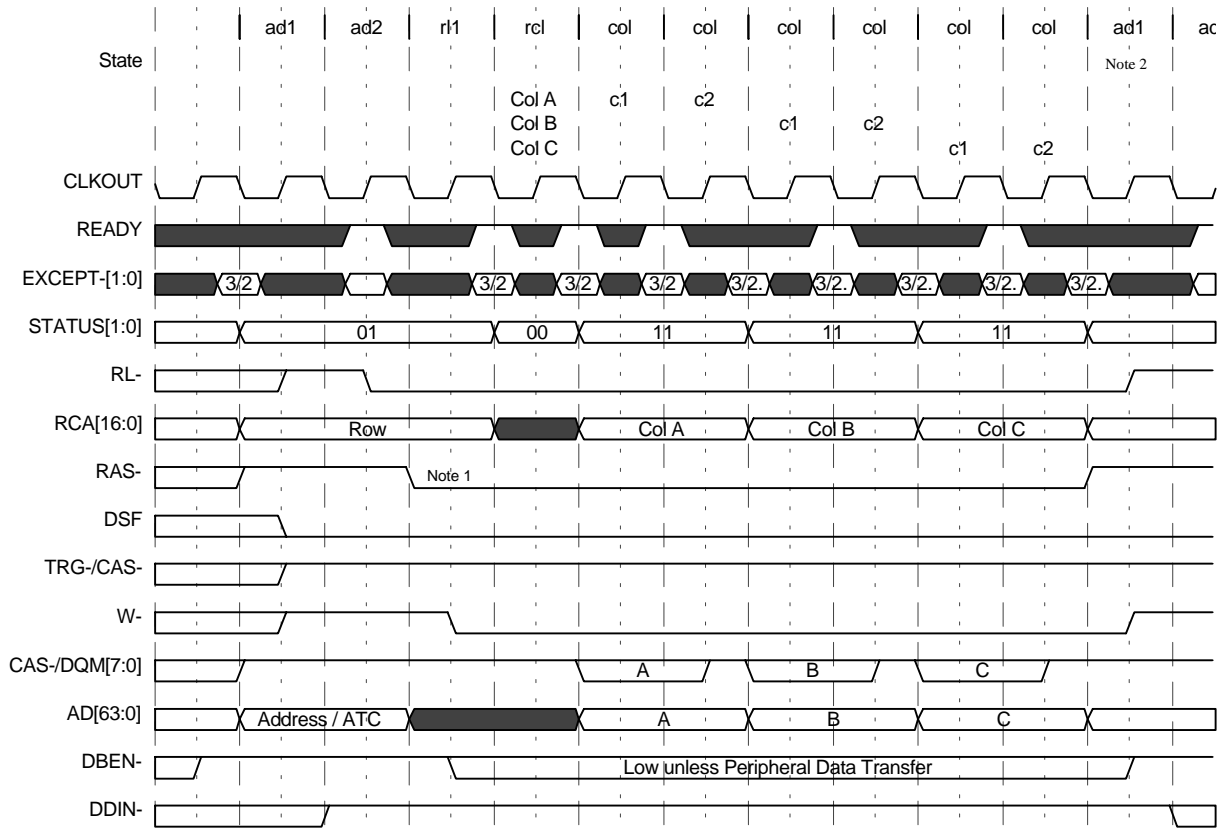 ad1 ad2 rl1 rcl col col col col col col ad1 ad
State Note 2
Col A c1 c2
Col B c1 c2
Col C c1 c2
CLKOUT
READY
EXCEPT-[1:0] 3/2 3/2 3/2 3/2 3/2. 3/2. 3/2. 3/2. 3/2.
STATUS[1:0] 01 00 11 11 11
RL-
RCA[16:0] Row Col A Col B Col C
RAS- Note 1
DSF
TRG-/CAS-
W-
CAS-/DQM[7:0] A B C
AD[63:0] Address / ATC A B C
DBEN- Low unless Peripheral Data Transfer
DDIN-